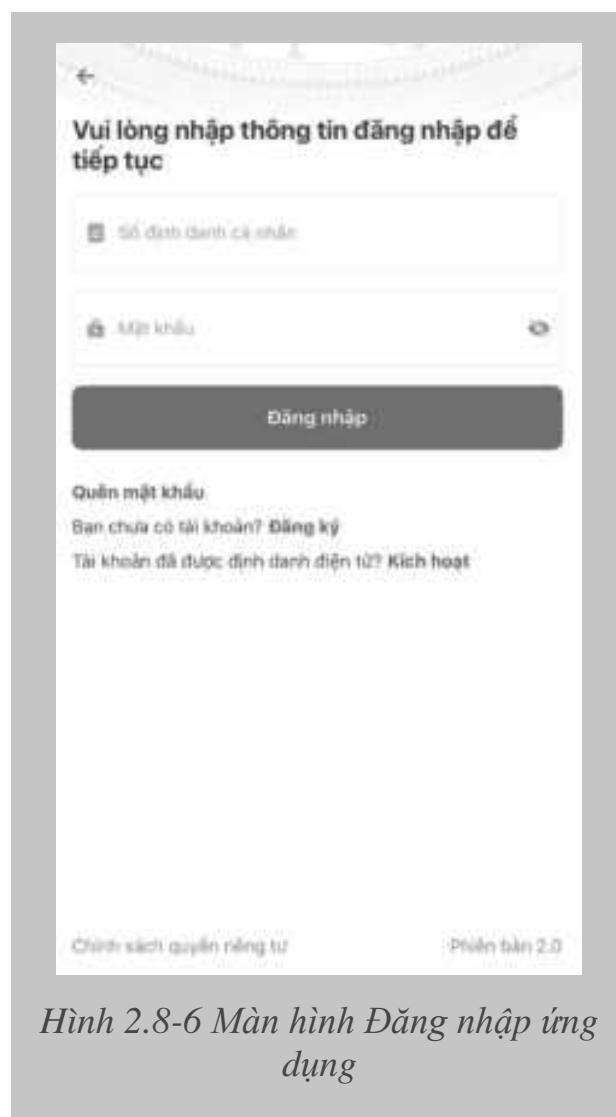 Vui lòng nhập thông tin đăng nhập để
tiếp tục
Số định danh cá nhân
Mật khẩu
Đăng nhập
Quên mật khẩu
Bạn chưa có tài khoản? Đăng ký
Tài khoản đã được định danh điện tử? Kích hoạt
Chính sách quyền riêng tư
Phiên bản 2.0
Hình 2.8-6 Màn hình Đăng nhập ứng
dụng